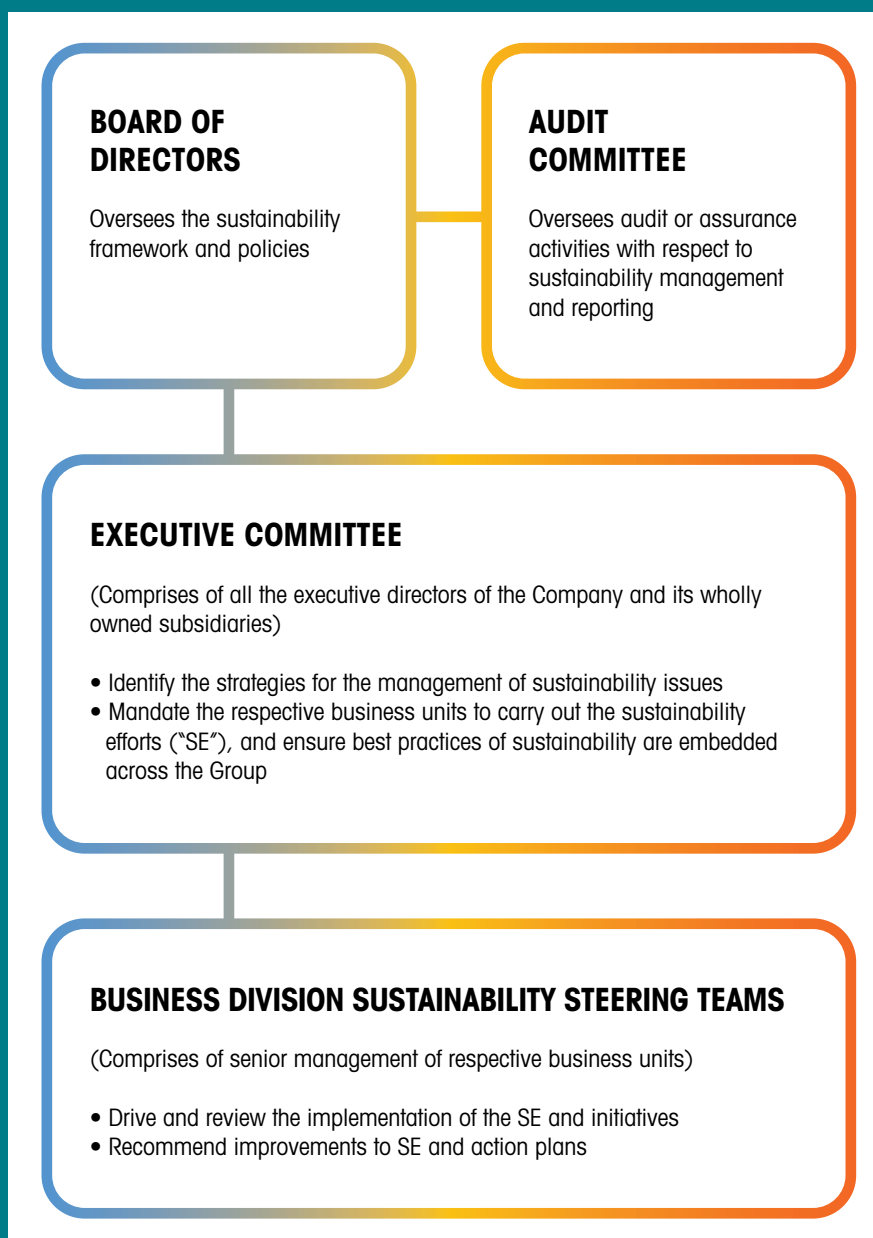 BOARD OF
DIRECTORS
Oversees the sustainability
framework and policies
AUDIT
COMMITTEE
Oversees audit or assurance
activities with respect to
sustainability management
and reporting
EXECUTIVE COMMITTEE
(Comprises of all the executive directors of the Company and its wholly
owned subsidiaries)
• Identify the strategies for the management of sustainability issues
• Mandate the respective business units to carry out the sustainability
efforts (“SE”), and ensure best practices of sustainability are embedded
across the Group
BUSINESS DIVISION SUSTAINABILITY STEERING TEAMS
(Comprises of senior management of respective business units)
• Drive and review the implementation of the SE and initiatives
• Recommend improvements to SE and action plans